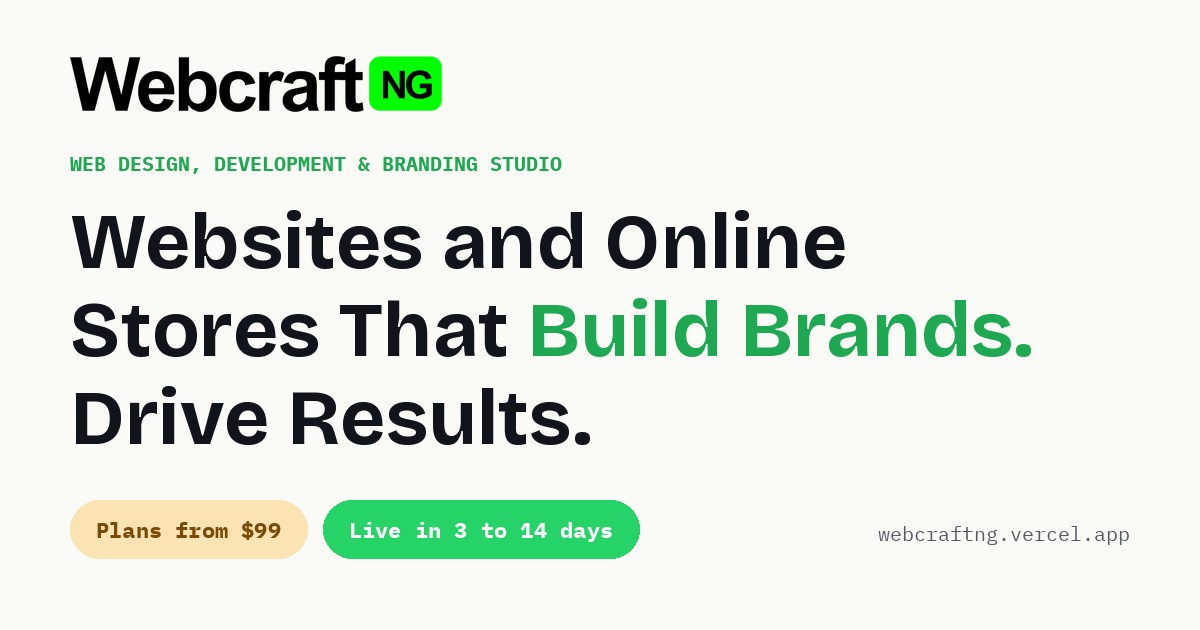 Webcraft NG
WEB DESIGN, DEVELOPMENT & BRANDING STUDIO
Websites and Online
Stores That Build Brands.
Drive Results.
Plans from $99
Live in 3 to 14 days
webcraftng.vercel.app